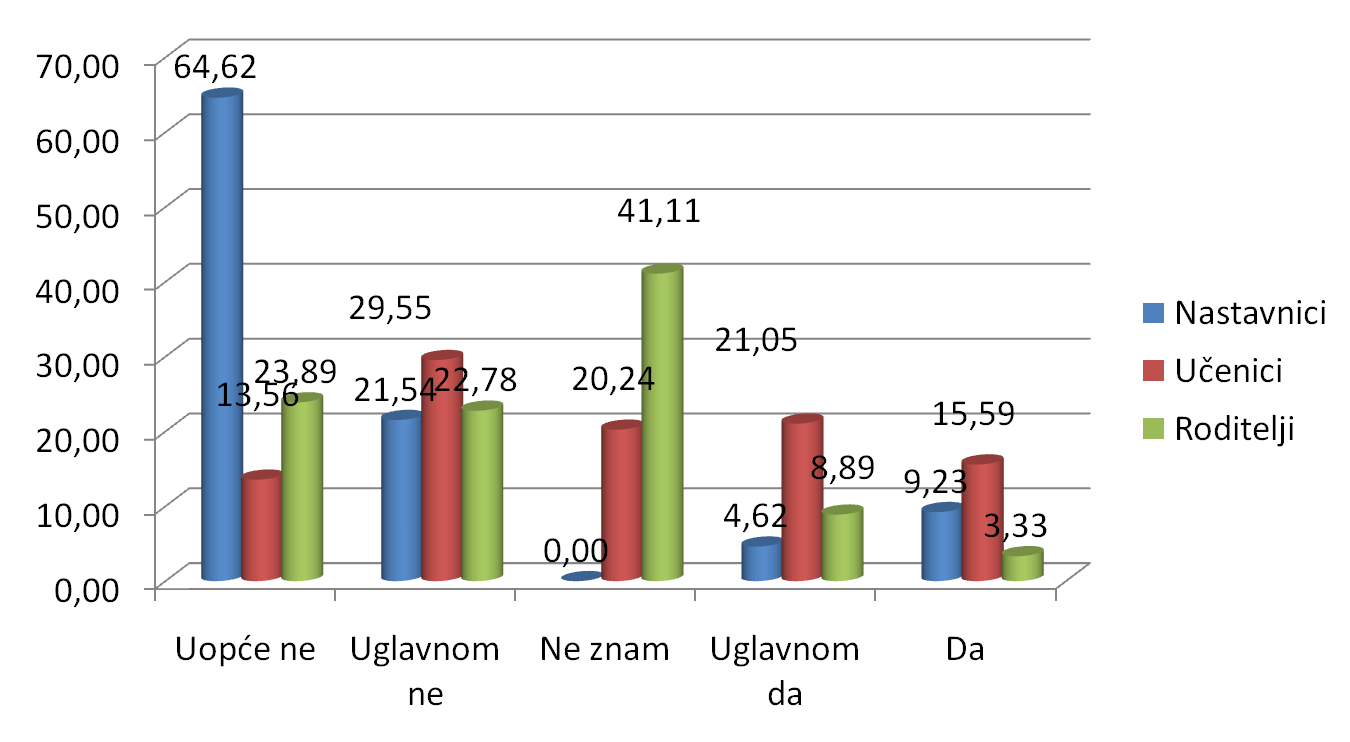 70,00
60,00
50,00
40,00
30,00
20,00
10,00
0,00
64,62
13,56
23,89
29,55
21,54
22,78
0,00
20,24
41,11
21,05
4,62
8,89
9,23
15,59
3,33
Uopće ne
Uglavnom
ne
Ne znam
Uglavnom
da
Da
Nastavnici
Učenici
Roditelji